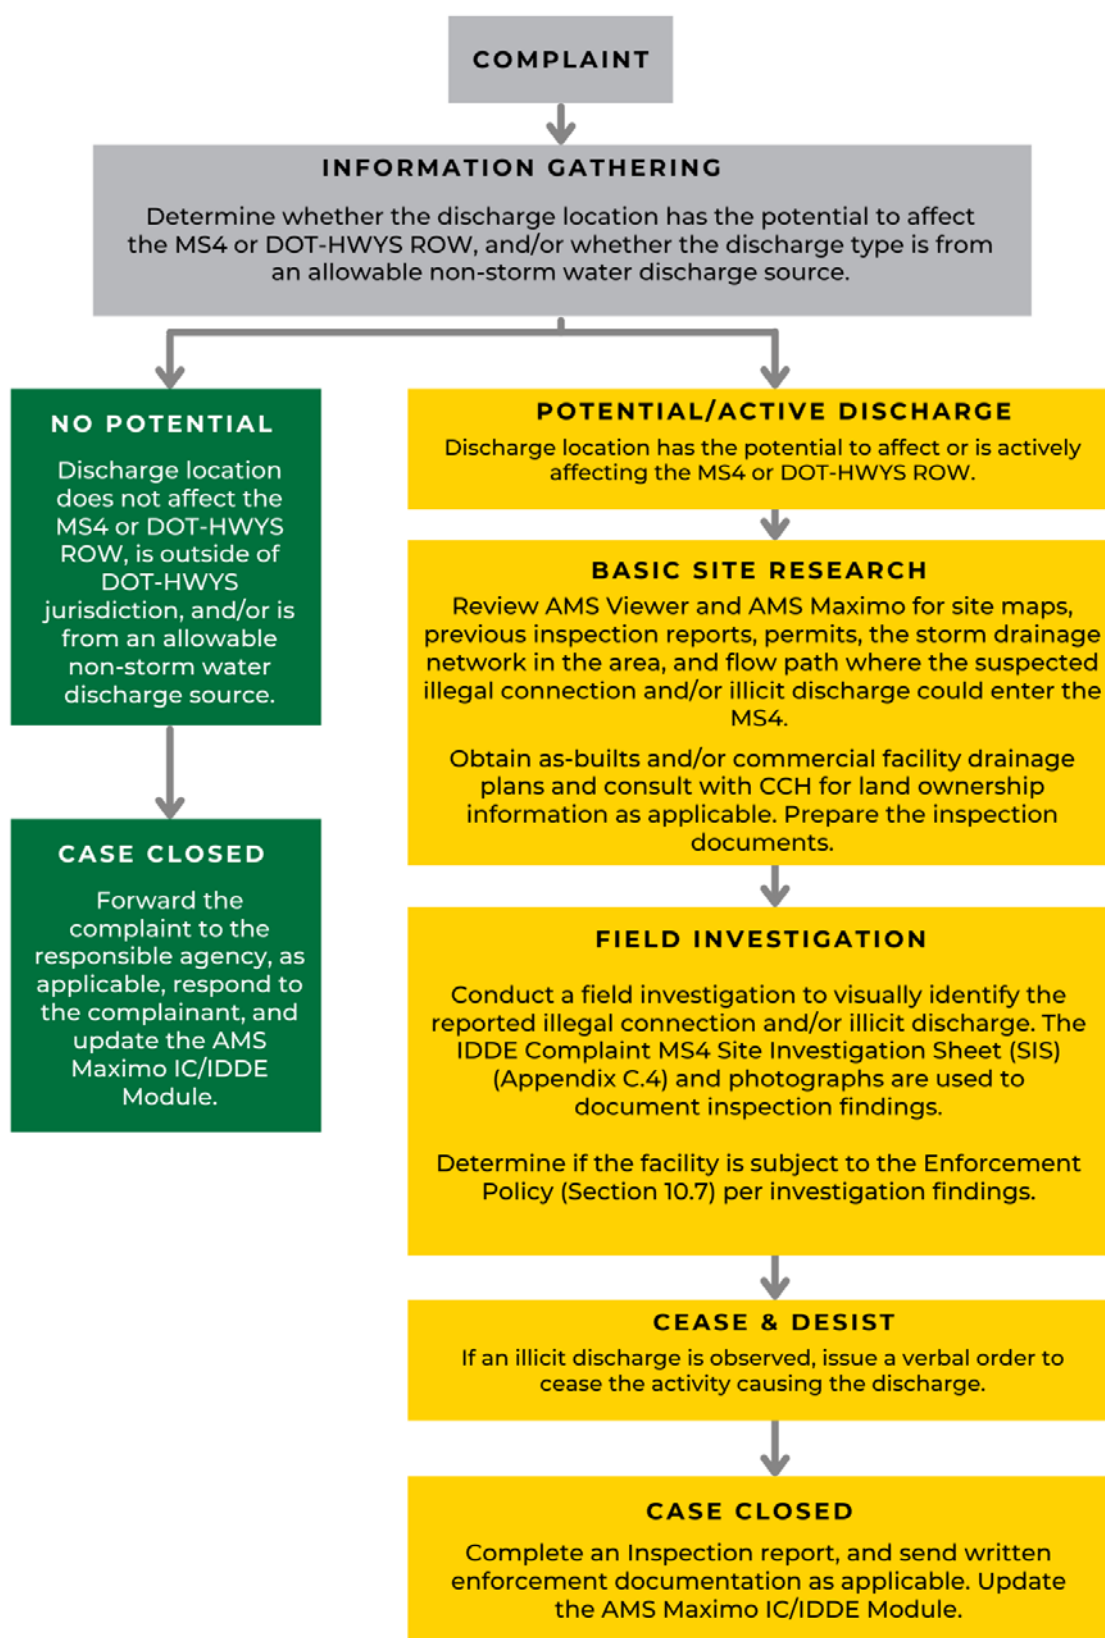 COMPLAINT
INFORMATION GATHERING
Determine whether the discharge location has the potential to affect
the MS4 or DOT-HWYS ROW, and/or whether the discharge type is from
an allowable non-storm water discharge source.
NO POTENTIAL
Discharge location
does not affect the
MS4 or DOT-HWYS
ROW, is outside of
DOT-HWYS
jurisdiction, and/or is
from an allowable
non-storm water
discharge source.
CASE CLOSED
Forward the
complaint to the
responsible agency, as
applicable, respond to
the complainant, and
update the AMS
Maximo IC/IDDE
Module.
POTENTIAL/ACTIVE DISCHARGE
Discharge location has the potential to affect or is actively
affecting the MS4 or DOT-HWYS ROW.
BASIC SITE RESEARCH
Review AMS Viewer and AMS Maximo for site maps,
previous inspection reports, permits, the storm drainage
network in the area, and flow path where the suspected
illegal connection and/or illicit discharge could enter the
MS4.
Obtain as-builts and/or commercial facility drainage
plans and consult with CCH for land ownership
information as applicable. Prepare the inspection
documents.
FIELD INVESTIGATION
Conduct a field investigation to visually identify the
reported illegal connection and/or illicit discharge. The
IDDE Complaint MS4 Site Investigation Sheet (SIS)
(Appendix C.4) and photographs are used to
document inspection findings.
Determine if the facility is subject to the Enforcement
Policy (Section 10.7) per investigation findings.
CEASE & DESIST
If an illicit discharge is observed, issue a verbal order to
cease the activity causing the discharge.
CASE CLOSED
Complete an Inspection report, and send written
enforcement documentation as applicable. Update
the AMS Maximo IC/IDDE Module.